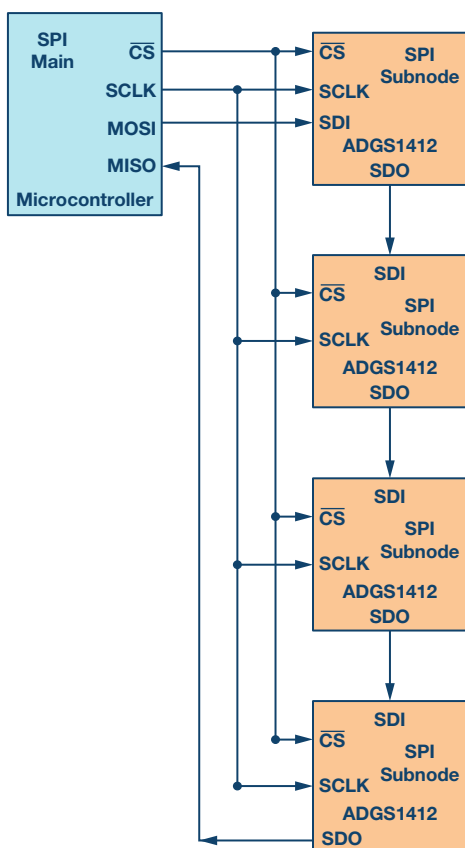 SPI
Main
CS
SCLK
MOSI
MISO
Microcontroller
CS
SPI
Subnode
SCLK
SDI
ADGS1412
SDO
SDI
CS
SPI
Subnode
SCLK
ADGS1412
SDO
SDI
CS
SPI
Subnode
SCLK
ADGS1412
SDO
SDI
CS
SPI
Subnode
SCLK
ADGS1412
SDO